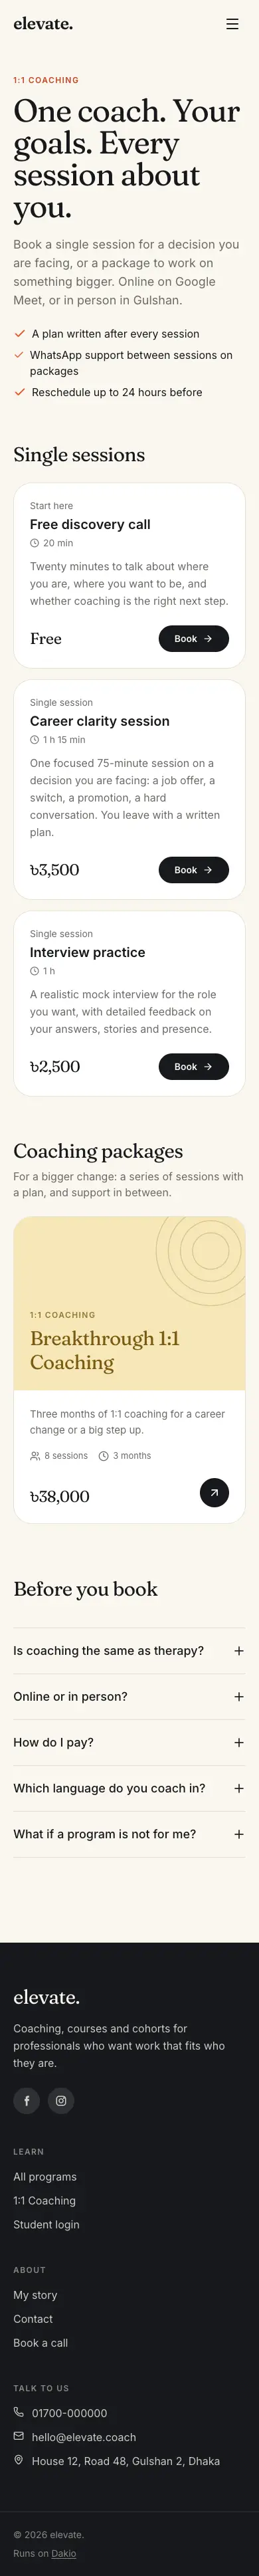 elevate.
1:1 COACHING
One coach. Your
goals. Every
session about
you.
Book a single session for a decision you
are facing, or a package to work on
something bigger. Online on Google
Meet, or in person in Gulshan.
A plan written after every session
WhatsApp support between sessions on
packages
Reschedule up to 24 hours before
Single sessions
Start here
Free discovery call
20 min
Twenty minutes to talk about where
you are, where you want to be, and
whether coaching is the right next step.
Free
Book
Single session
Career clarity session
1 h 15 min
One focused 75-minute session on a
decision you are facing: a job offer, a
switch, a promotion, a hard
conversation. You leave with a written
plan.
৳3,500
Book
Single session
Interview practice
1 h
A realistic mock interview for the role
you want, with detailed feedback on
your answers, stories and presence.
৳2,500
Book
Coaching packages
For a bigger change: a series of sessions with
a plan, and support in between.
1:1 COACHING
Breakthrough 1:1
Coaching
Three months of 1:1 coaching for a career
change or a big step up.
8 sessions 3 months
৳38,000
Before you book
Is coaching the same as therapy?
Online or in person?
How do I pay?
Which language do you coach in?
What if a program is not for me?
elevate.
Coaching, courses and cohorts for
professionals who want work that fits who
they are.
LEARN
All programs
1:1 Coaching
Student login
ABOUT
My story
Contact
Book a call
TALK TO US
01700-000000
hello@elevate.coach
House 12, Road 48, Gulshan 2, Dhaka
© 2026 elevate.
Runs on Dakio